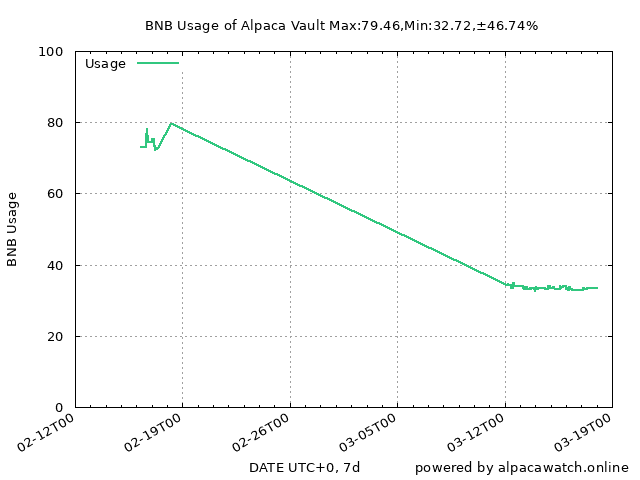 BNB Usage of Alpaca Vault Max:79.46,Min:32.72,±46.74%
Usage
100
80
60
40
20
0
BNB Usage
02-12T00
02-19T00
02-26T00
03-05T00
03-12T00
03-19T00
DATE UTC+0, 7d
powered by alpacawatch.online